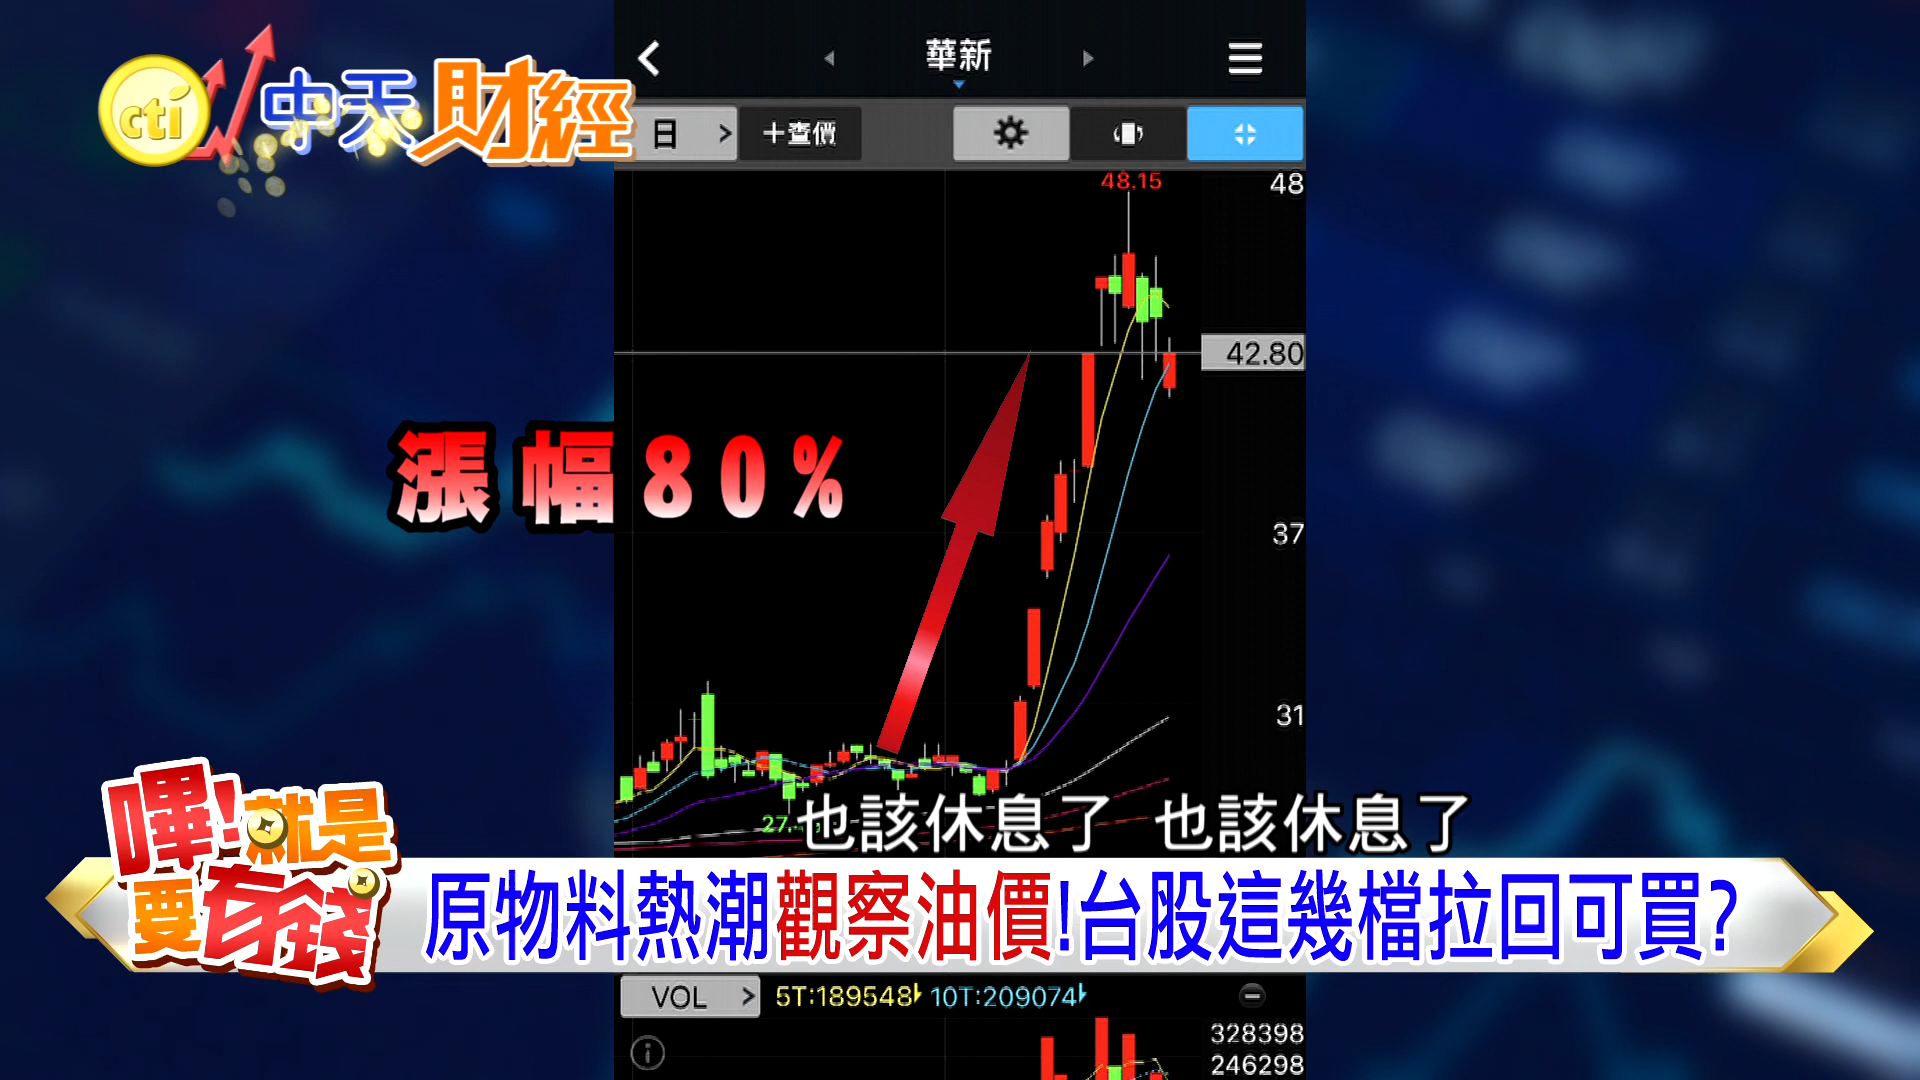 cti 中天財經
華新
日 > 十查價
48.15
48
42.80
漲幅80%
37
31
也該休息了 也該休息了
嗶!就是要有錢
原物料熱潮觀察油價!台股這幾檔拉回可買?
VOL > 5T:189548 10T:209074
328398
246298